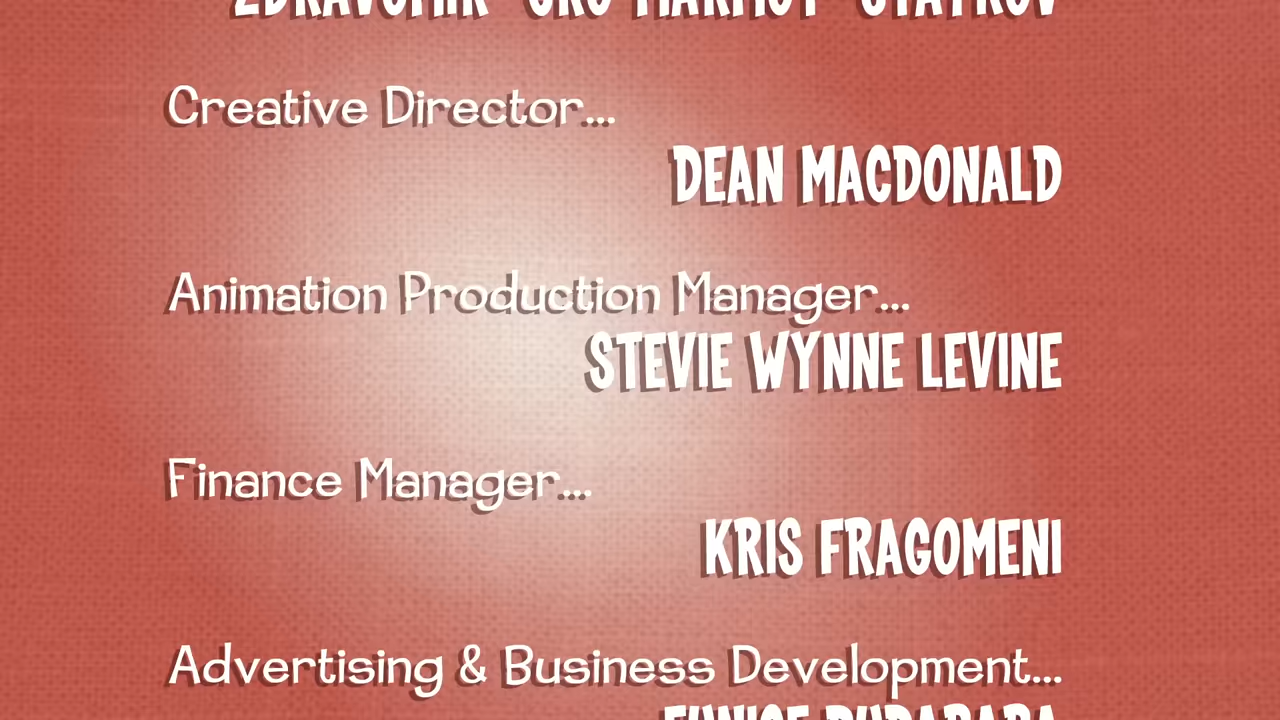 Creative Director...
DEAN MACDONALD
Animation Production Manager...
STEVIE WYNNE LEVINE
Finance Manager...
KRIS FRAGOMENI
Advertising & Business Development...